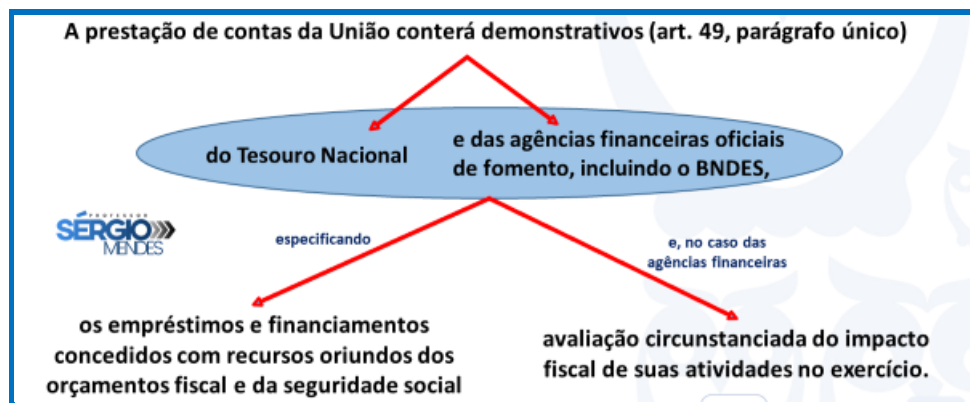 A prestação de contas da União conterá demonstrativos (art. 49, parágrafo único)
do Tesouro Nacional
e das agências financeiras oficiais
de fomento, incluindo o BNDES,
PROFESSOR
SÉRGIO
MENDES
especificando
e, no caso das
agências financeiras
os empréstimos e financiamentos
concedidos com recursos oriundos dos
orçamentos fiscal e da seguridade social
avaliação circunstanciada do impacto
fiscal de suas atividades no exercício.